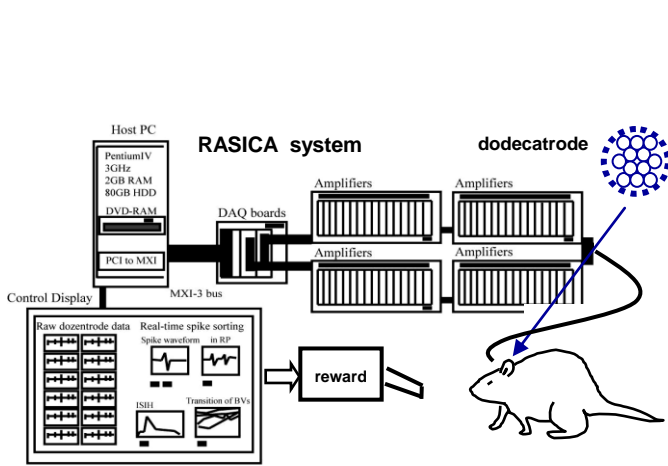 Host PC
RASICA system
dodecatrode
PentiumIV
3GHz
2GB RAM
80GB HDD
DVD-RAM
PCI to MXI
DAQ boards
Amplifiers
Amplifiers
Amplifiers
Amplifiers
MXI-3 bus
Control Display
Raw dozentrode data
Real-time spike sorting
Spike waveform
in RP
ISIH
Transition of BVs
reward